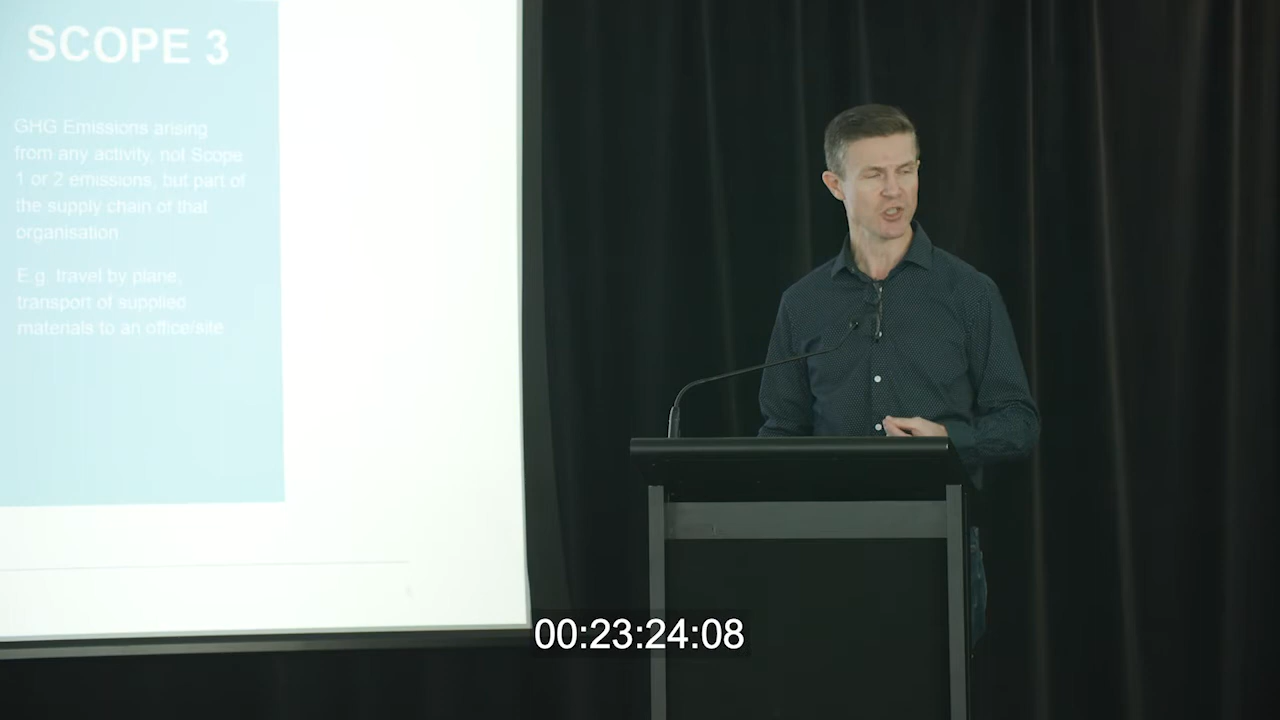 SCOPE 3
GHG Emissions arising
from any activity, not Scope
1 or 2 emissions, but part of
the supply chain of that
organisation
E.g. travel by plane,
transport of supplied
materials to an office/site
00:23:24:08